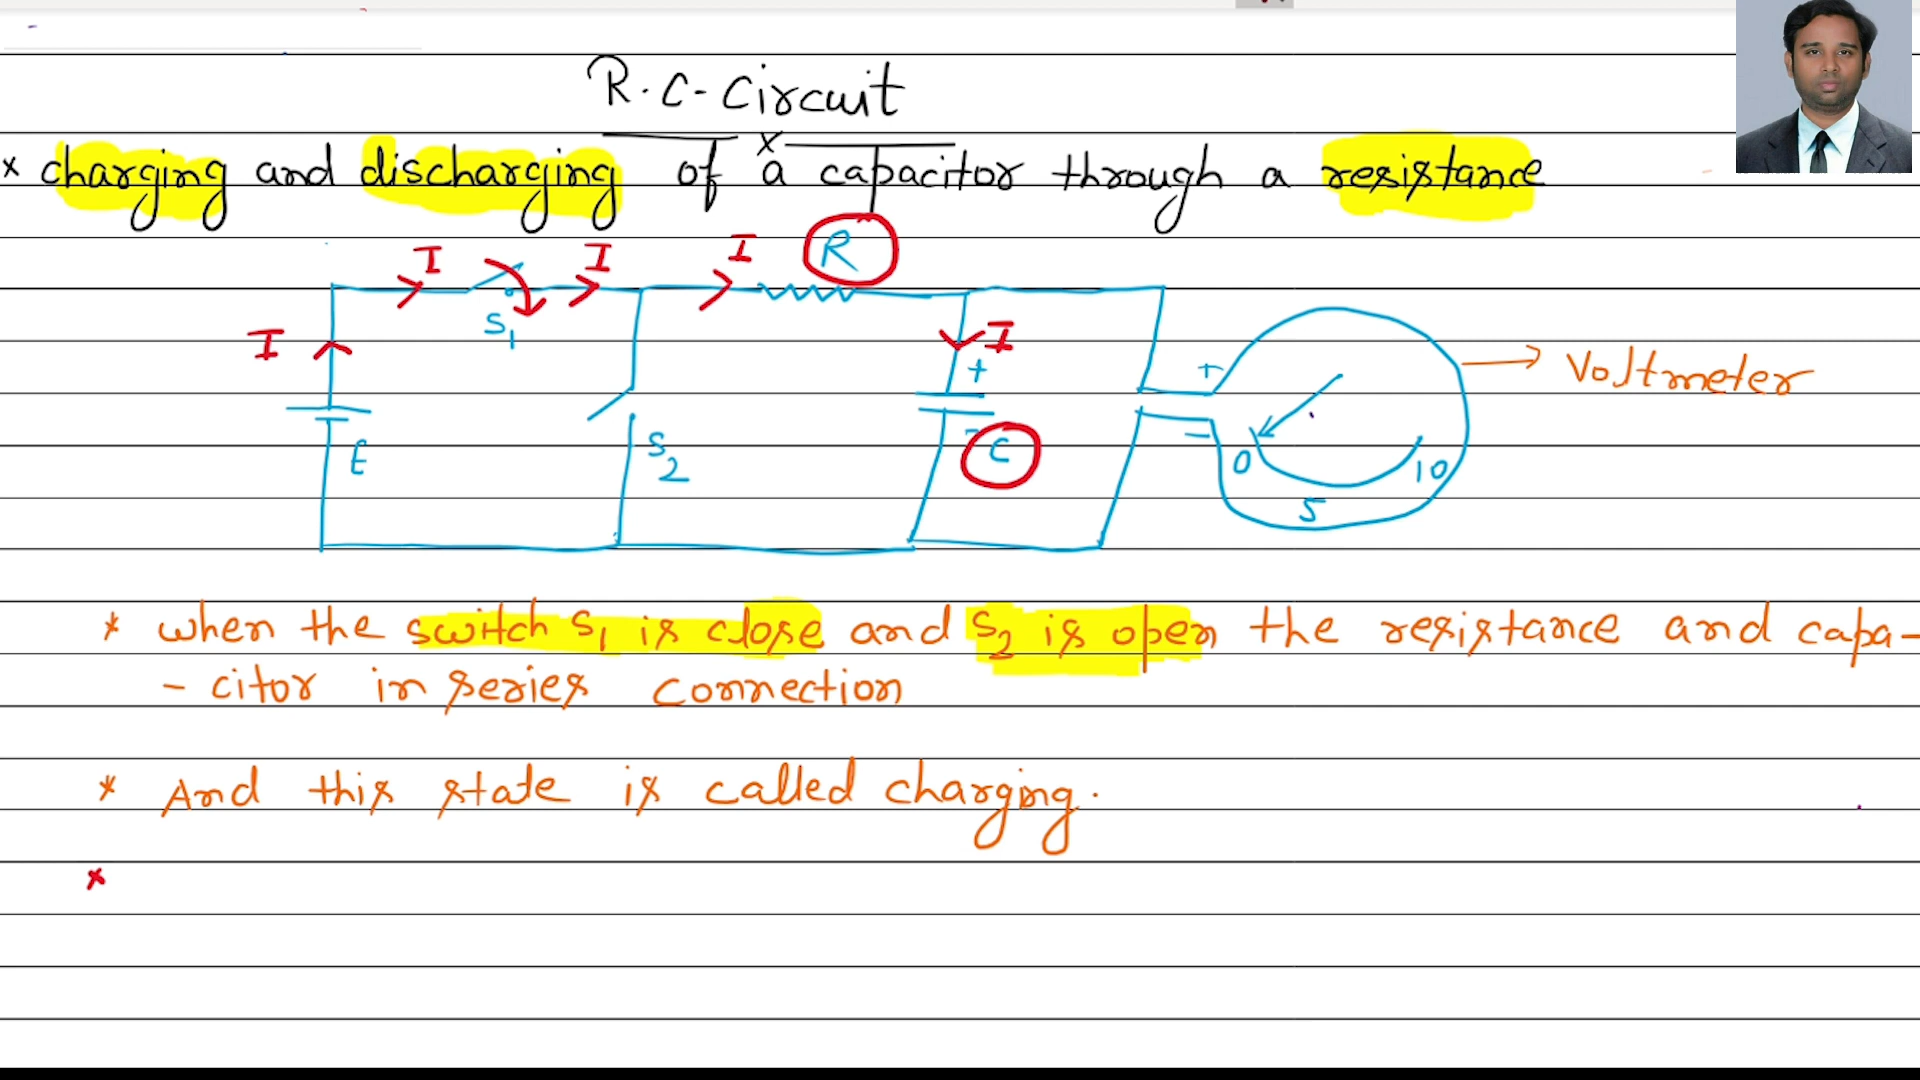 R.C-Circuit
x
* charging and discharging of a capacitor through a resistance
I I I R
S1
I I
+ + → Voltmeter
E S2 - C - 0 5 10
* when the switch S1 is close and S2 is open the resistance and capa-
- citor in series connection
* And this state is called charging.
*